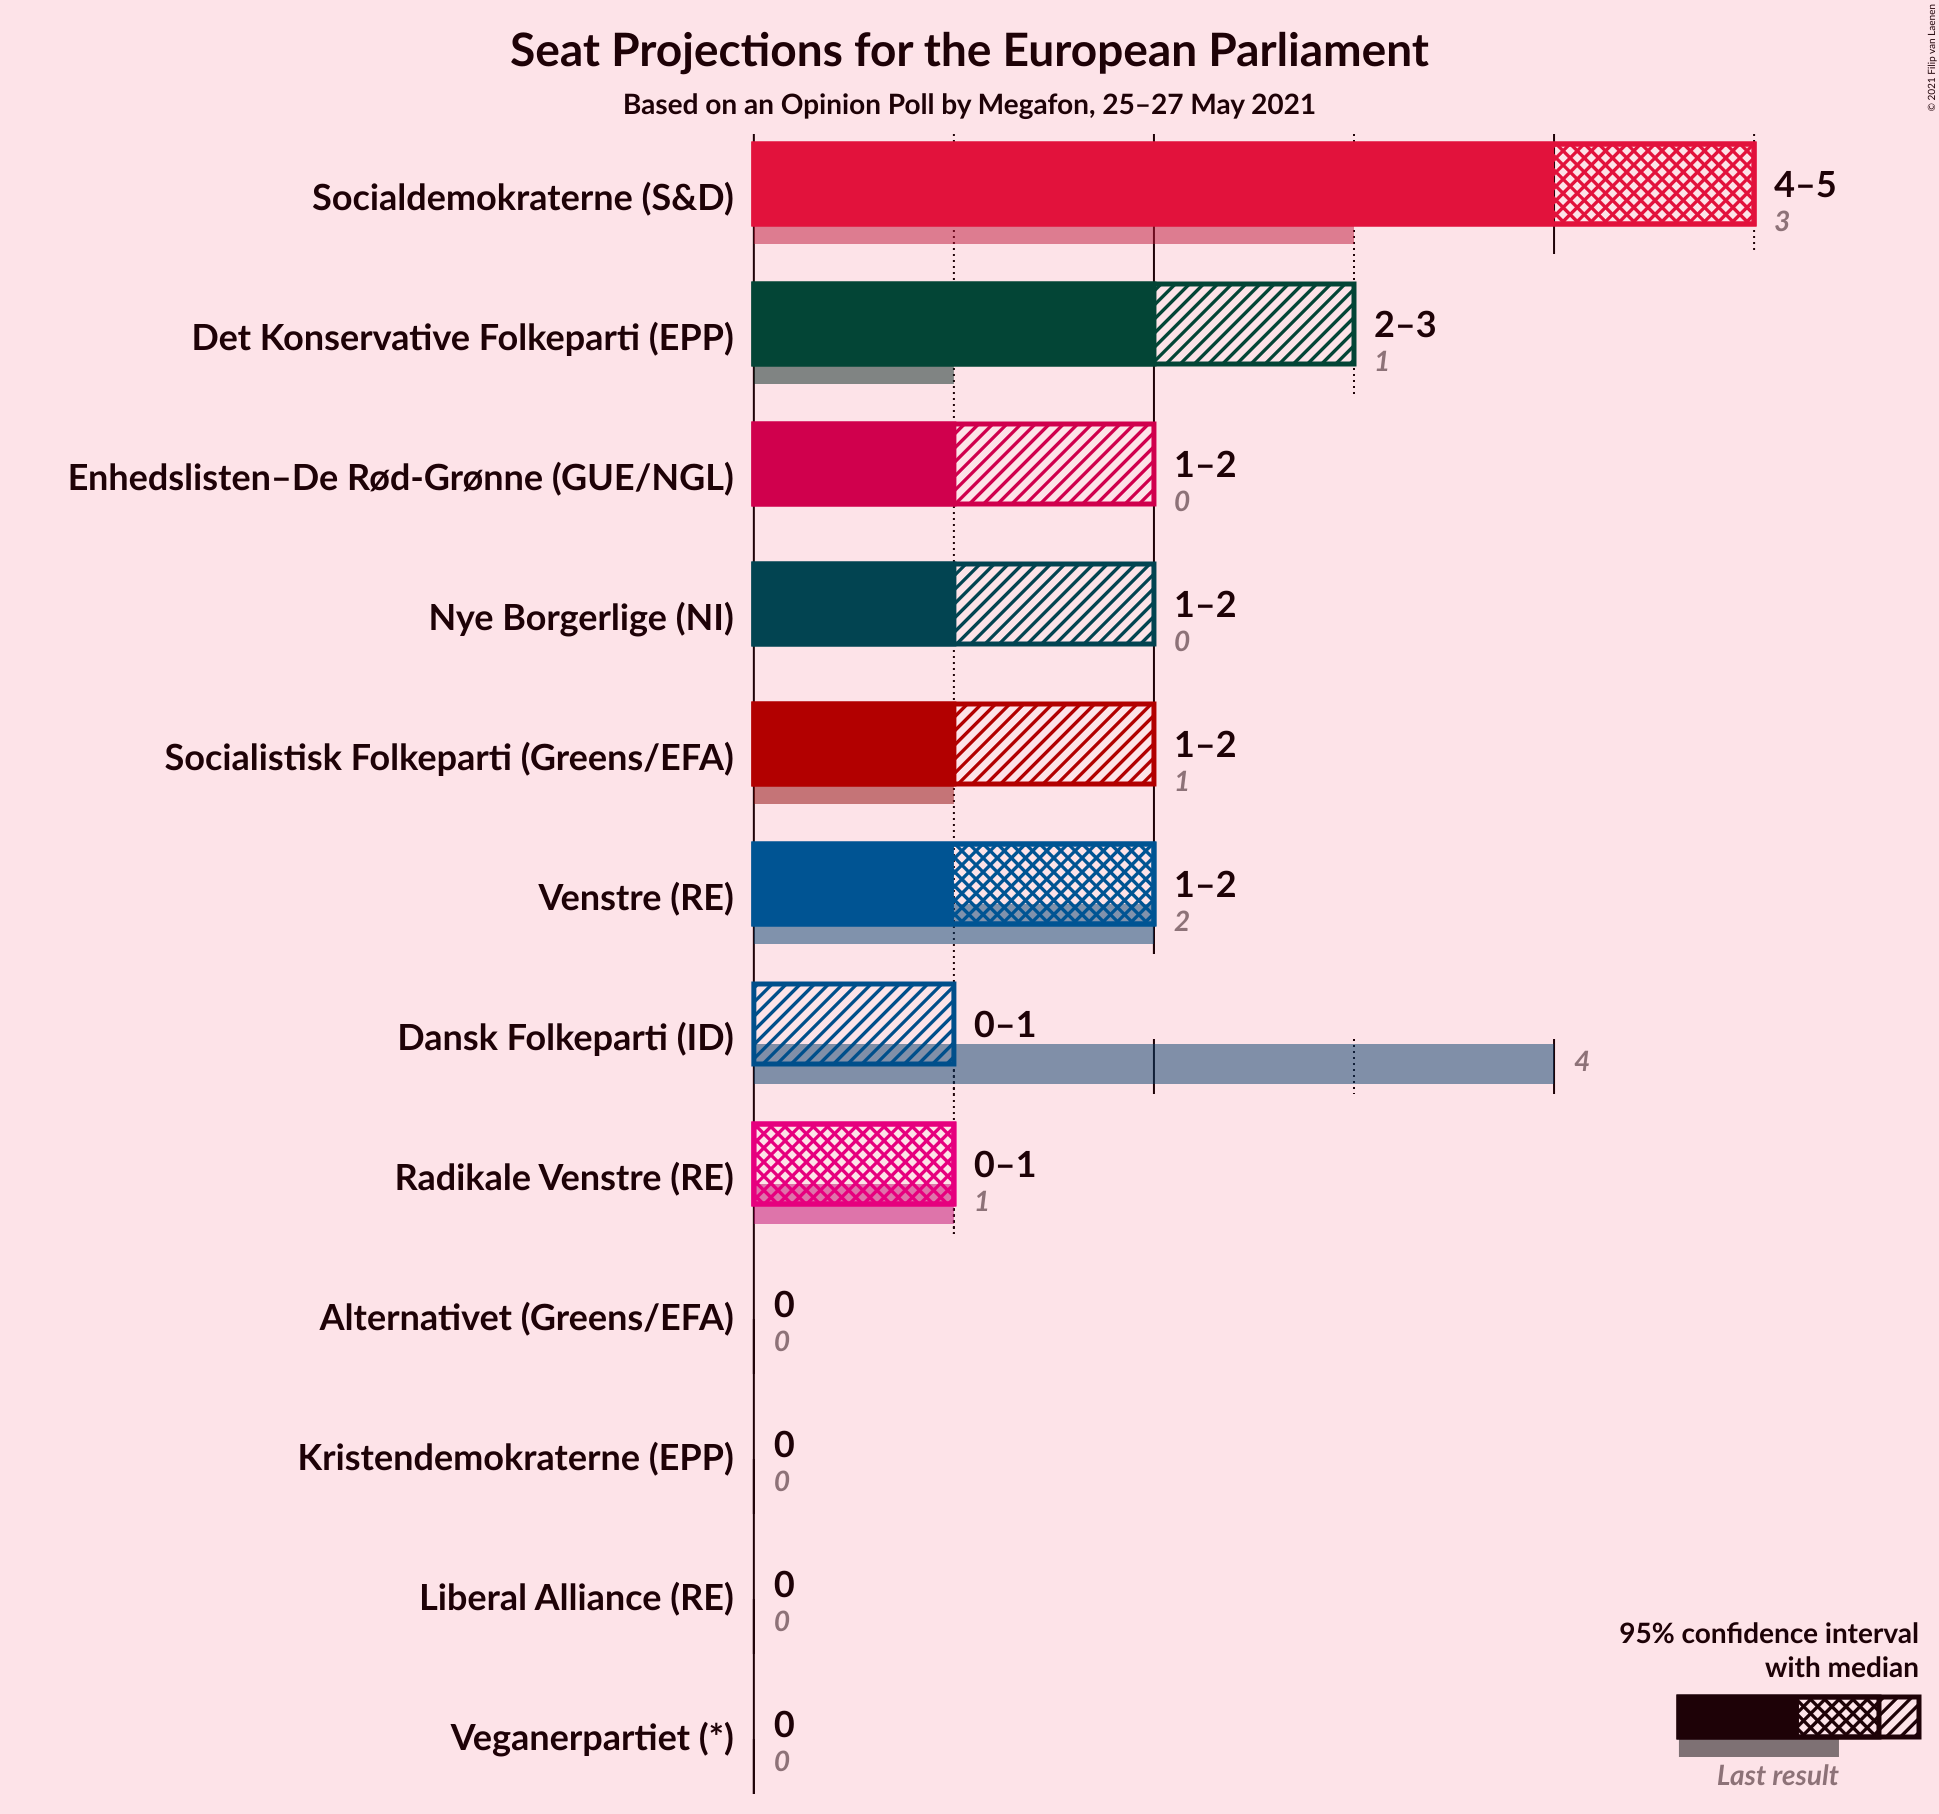 Seat Projections for the European Parliament
Based on an Opinion Poll by Megafon, 25–27 May 2021
© 2021 Filip van Laenen
Socialdemokraterne (S&D)
4–5
3
Det Konservative Folkeparti (EPP)
2–3
1
Enhedslisten–De Rød-Grønne (GUE/NGL)
1–2
0
Nye Borgerlige (NI)
1–2
0
Socialistisk Folkeparti (Greens/EFA)
1–2
1
Venstre (RE)
1–2
2
Dansk Folkeparti (ID)
0–1
4
Radikale Venstre (RE)
0–1
1
Alternativet (Greens/EFA)
0
0
Kristendemokraterne (EPP)
0
0
Liberal Alliance (RE)
0
0
Veganerpartiet (*)
0
0
95% confidence interval
with median
Last result